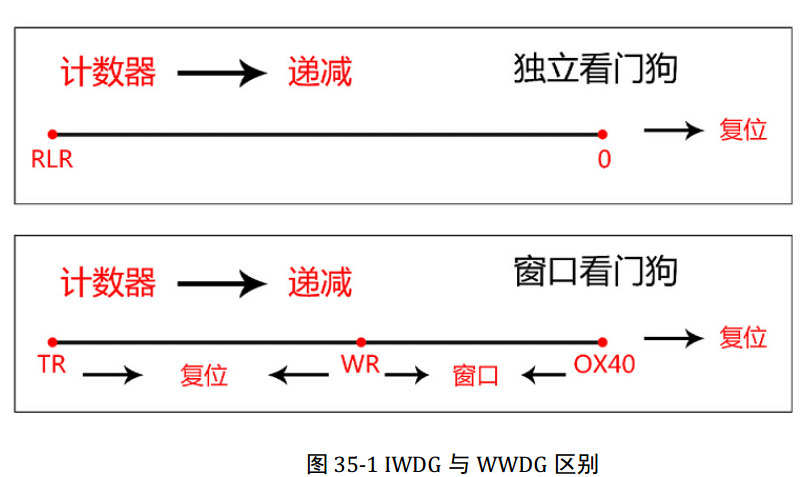 计数器 递减 独立看门狗
复位
RLR 0
计数器 递减 窗口看门狗
复位
TR 复位 WR 窗口 OX40
图 35-1 IWDG 与 WWDG 区别